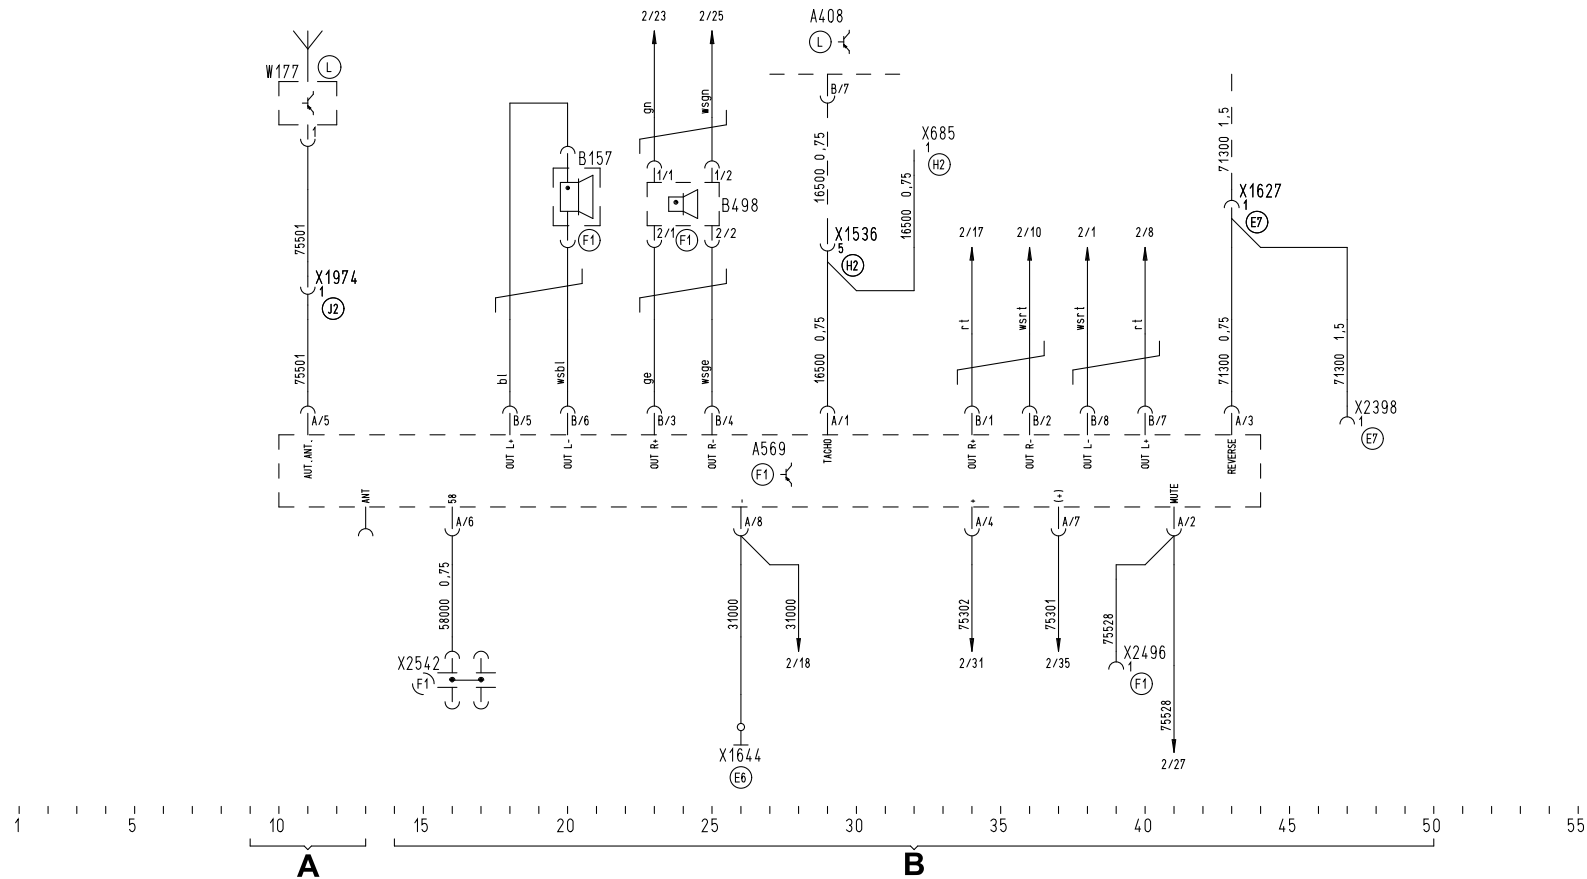 2/23 2/25 A408
L
W177 L
B/7
gn wsgn
1
B157
1/1 1/2
B498
F1 2/1 F1 2/2
16500 0,75
X685
1
H2
16500 0,75
71300 1,5
X1627
1
E7
X1536
5
H2
2/17 2/10 2/1 2/8
75501
X1974
1
J2
75501
bl wsbl ge wsge
16500 0,75
rt wsrt wsrt rt
71300 0,75
71300 1,5
X2398
1
E7
A/5 B/5 B/6 B/3 B/4 A/1 B/1 B/2 B/8 B/7 A/3
AUT.ANT. OUT L+ OUT L- OUT R+ OUT R- TACHO OUT R+ OUT R- OUT L- OUT L+ REVERSE
A569
F1
ANT 58 - + (+) MUTE
A/6 A/8 A/4 A/7 A/2
58000 0,75
31000 31000 75302 75301 75528
X2542
F1
2/18 2/31 2/35
X2496
1
F1
75528
2/27
X1644
E6
1 5 10 15 20 25 30 35 40 45 50 55
A B